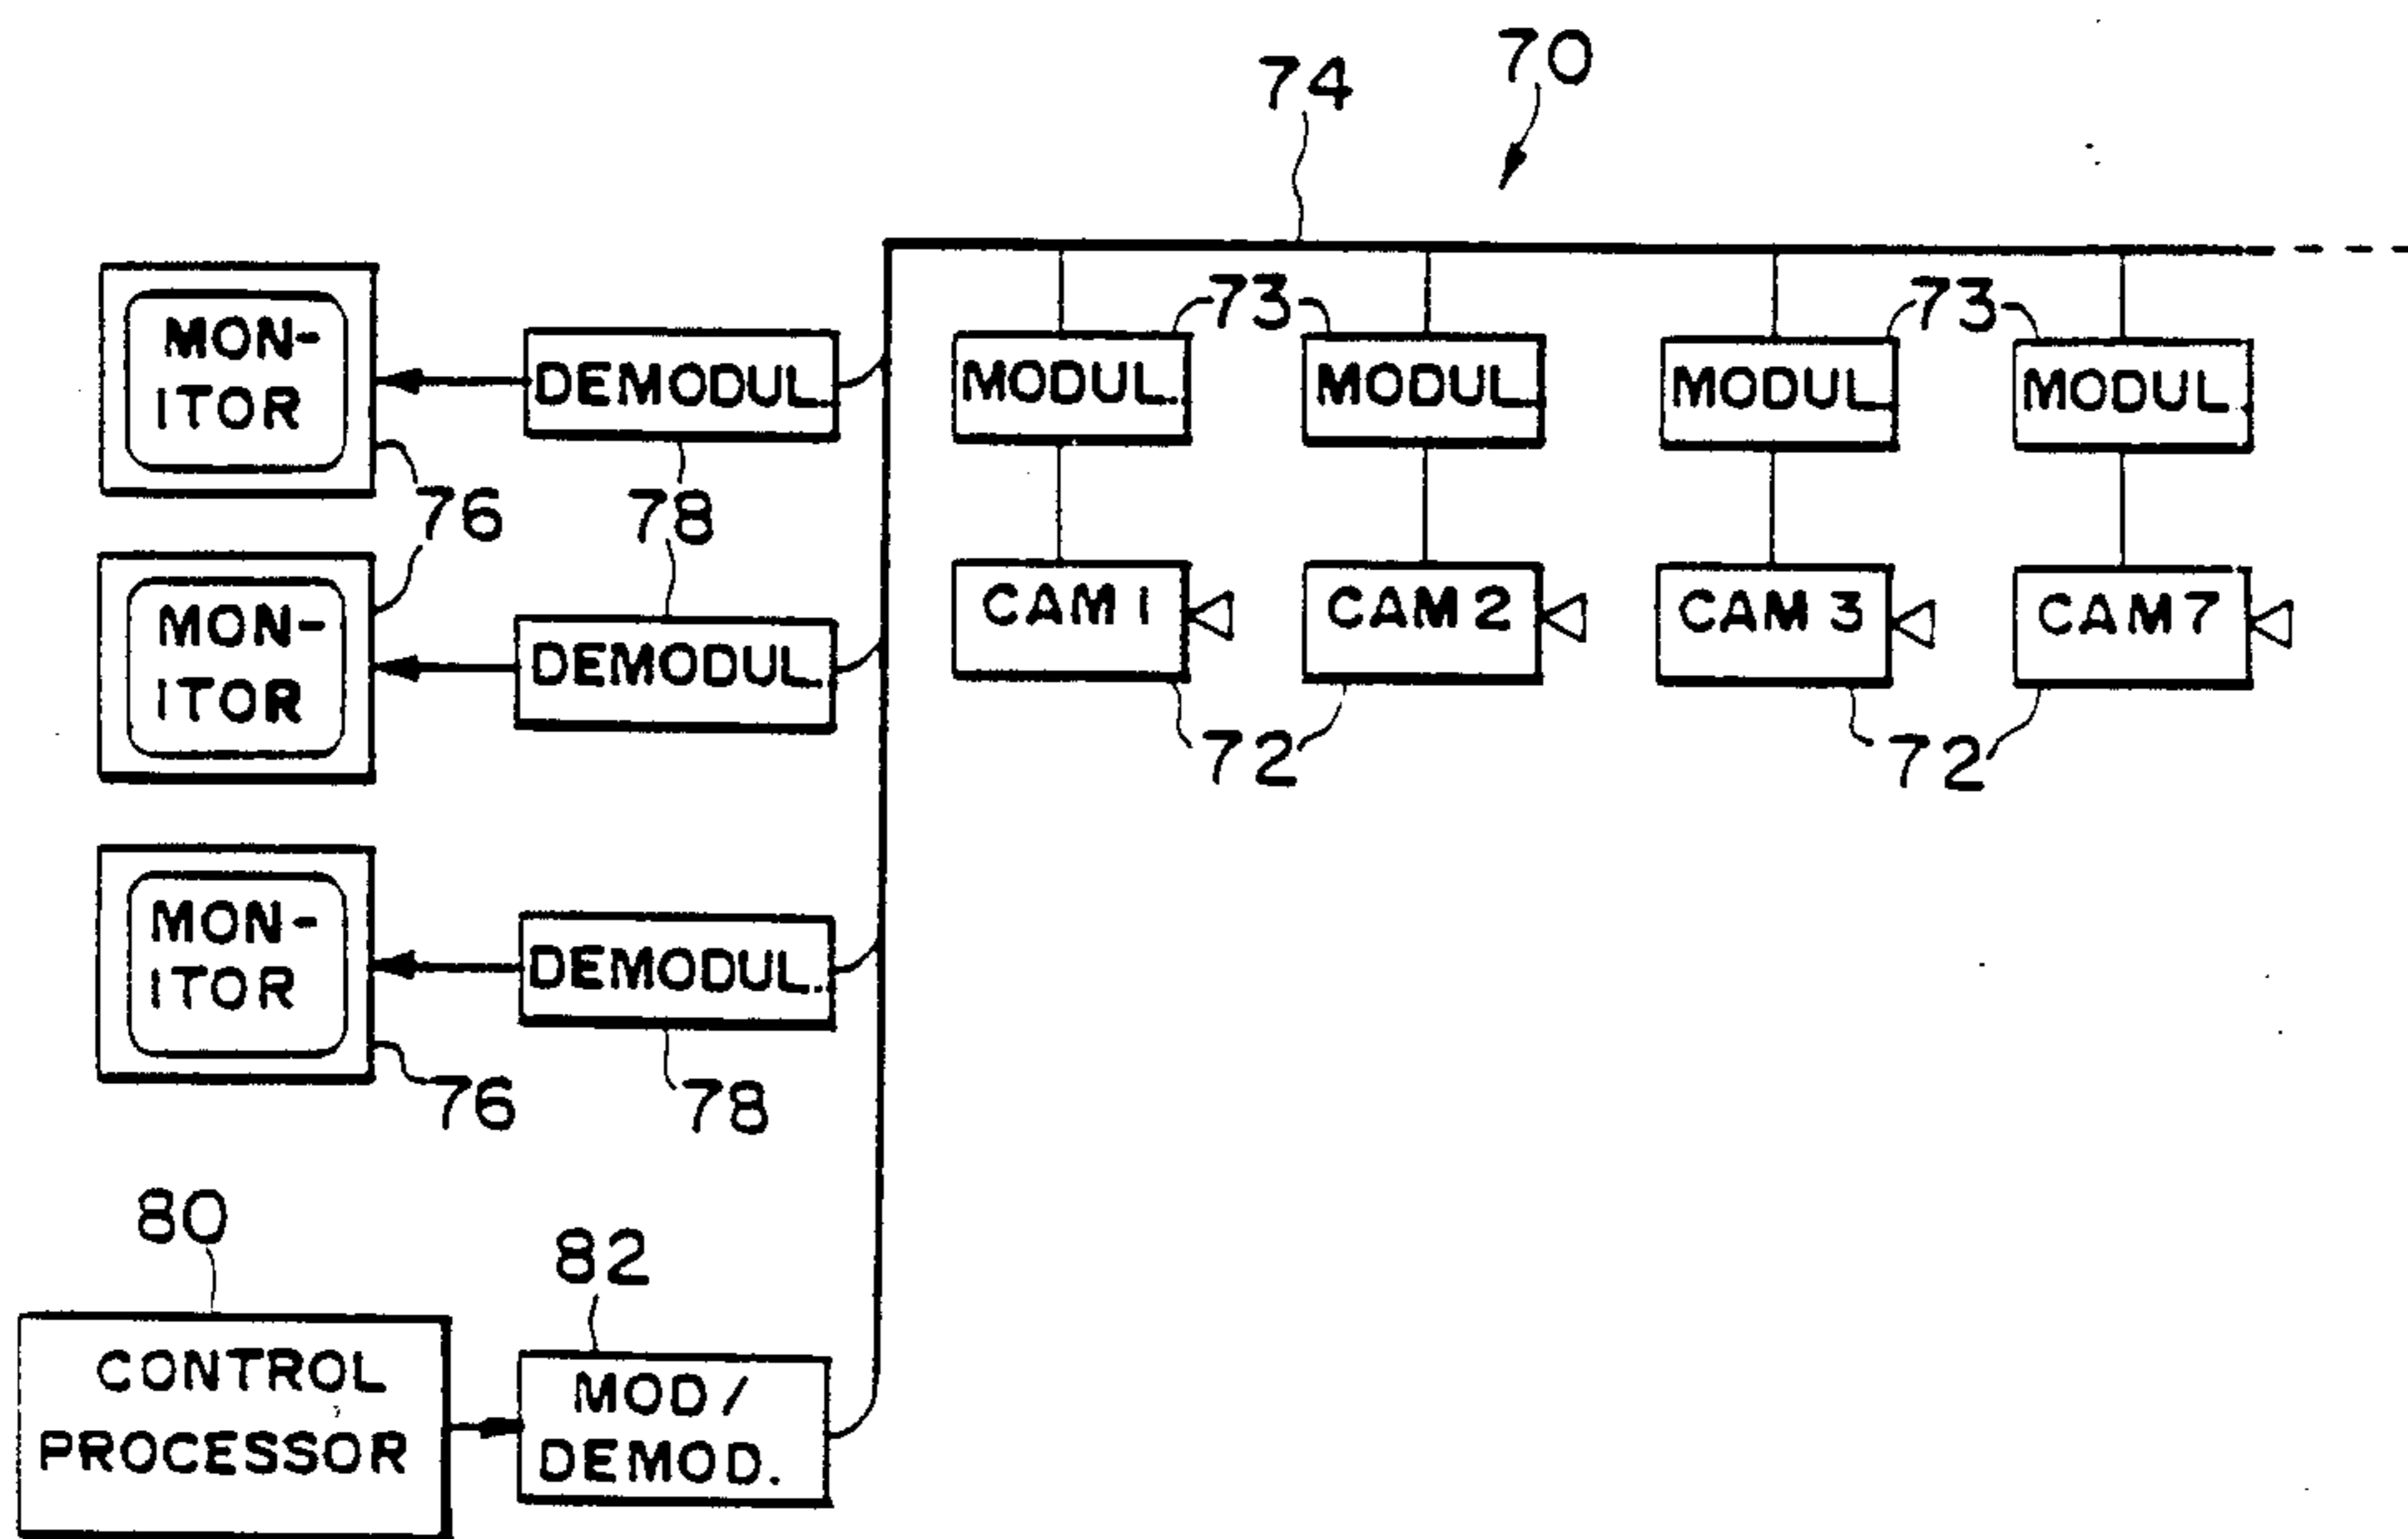 70
74
73
73
MON-
ITOR
DEMODUL.
MODUL.
MODUL.
MODUL.
MODUL.
76
78
MON-
ITOR
DEMODUL.
CAM 1
CAM 2
CAM 3
CAM 7
72
72
MON-
ITOR
DEMODUL.
76
78
80
82
CONTROL
PROCESSOR
MOD/
DEMOD.